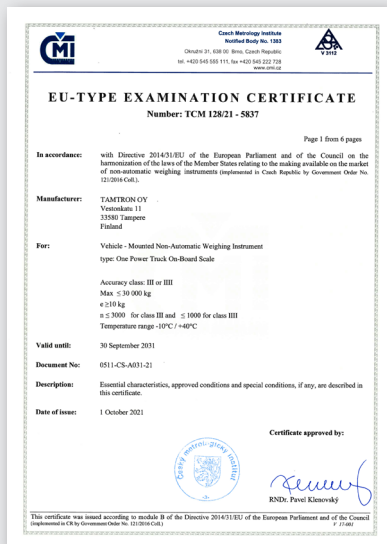 Czech Metrology Institute
Notified Body No. 1383
Okružní 31, 638 00 Brno, Czech Republic
tel. +420 545 555 111, fax +420 545 222 728
www.cmi.cz
CMI
V 3112
EU-TYPE EXAMINATION CERTIFICATE
Number: TCM 128/21 - 5837
Page 1 from 6 pages
In accordance: with Directive 2014/31/EU of the European Parliament and of the Council on the
harmonization of the laws of the Member States relating to the making available on the market
of non-automatic weighing instruments (implemented in Czech Republic by Government Order No.
121/2016 Coll.).
Manufacturer: TAMTRON OY
Vestonkatu 11
33580 Tampere
Finland
For: Vehicle - Mounted Non-Automatic Weighing Instrument
type: One Power Truck On-Board Scale
Accuracy class: III or IIII
Max ≤ 30 000 kg
e ≥10 kg
n ≤ 3000 for class III and ≤ 1000 for class IIII
Temperature range -10°C / +40°C
Valid until: 30 September 2031
Document No: 0511-CS-A031-21
Description: Essential characteristics, approved conditions and special conditions, if any, are described in
this certificate.
Date of issue: 1 October 2021
Certificate approved by:
Český metrologický institut
RNDr. Pavel Klenovský
This certificate was issued according to module B of the Directive 2014/31/EU of the European Parliament and of the Council
(implemented in CR by Government Order No. 121/2016 Coll.)